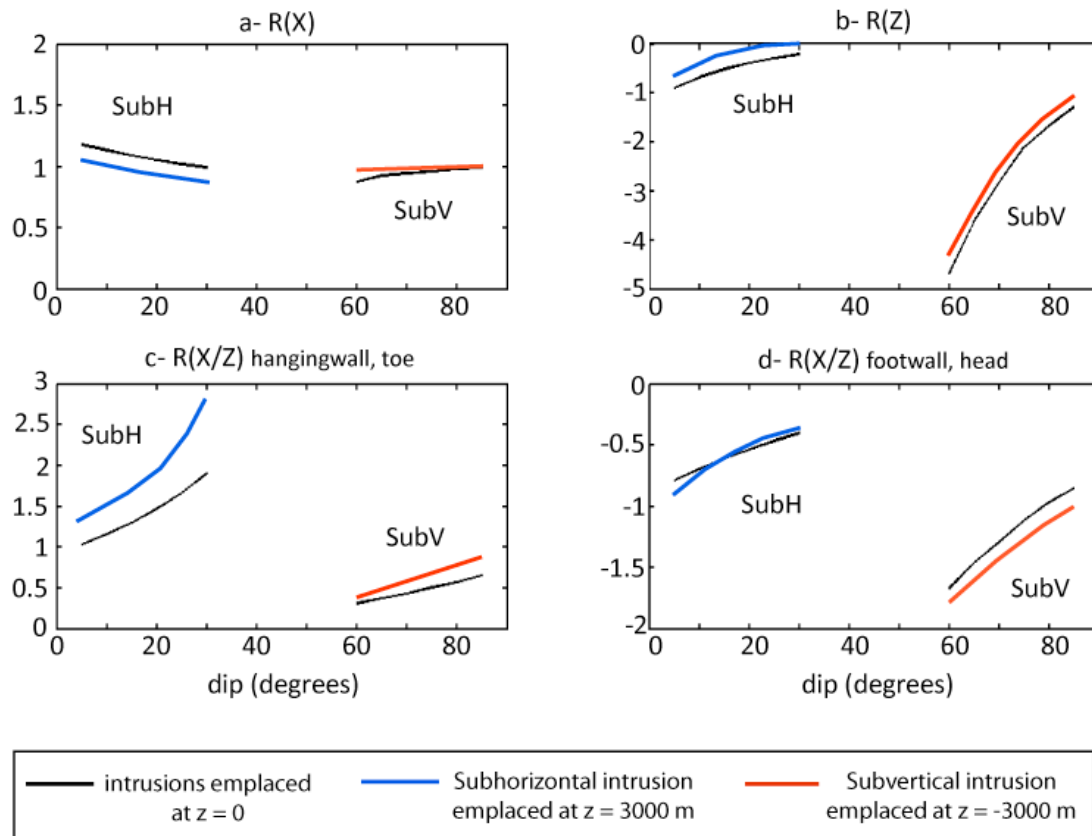 a- R(X)
2
1.5
1
0.5
0
SubH
SubV
0 20 40 60 80
b- R(Z)
0
-1
-2
-3
-4
-5
SubH
SubV
0 20 40 60 80
c- R(X/Z) hangingwall, toe
3
2.5
2
1.5
1
0.5
0
SubH
SubV
0 20 40 60 80
dip (degrees)
d- R(X/Z) footwall, head
0
-0.5
-1
-1.5
-2
SubH
SubV
0 20 40 60 80
dip (degrees)
intrusions emplaced
at z = 0
Subhorizontal intrusion
emplaced at z = 3000 m
Subvertical intrusion
emplaced at z = -3000 m